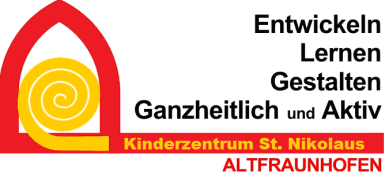 Entwickeln
Lernen
Gestalten
Ganzheitlich und Aktiv
Kinderzentrum St. Nikolaus
ALTFRAUNHOFEN